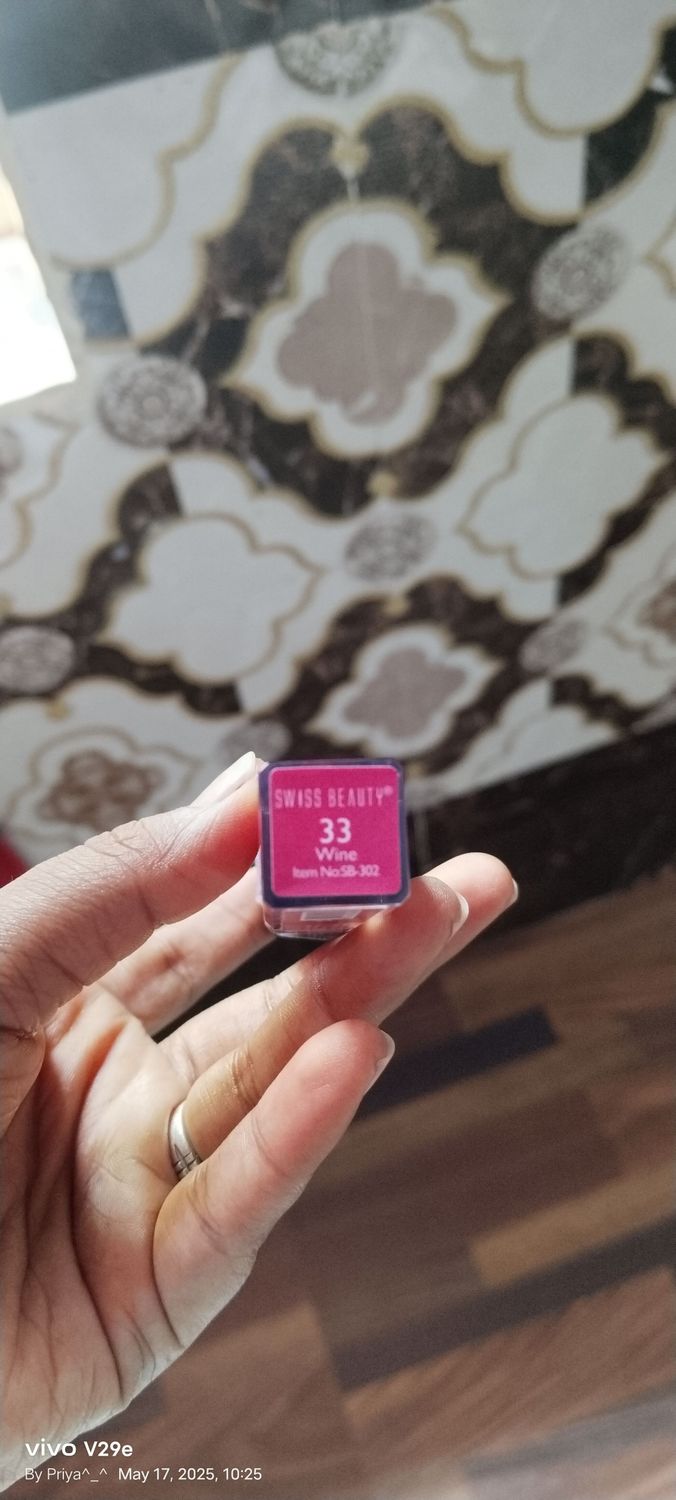 SWISS BEAUTY®
33
Wine
Item No:SB-302
vivo V29e
By Priya^_^ May 17, 2025, 10:25